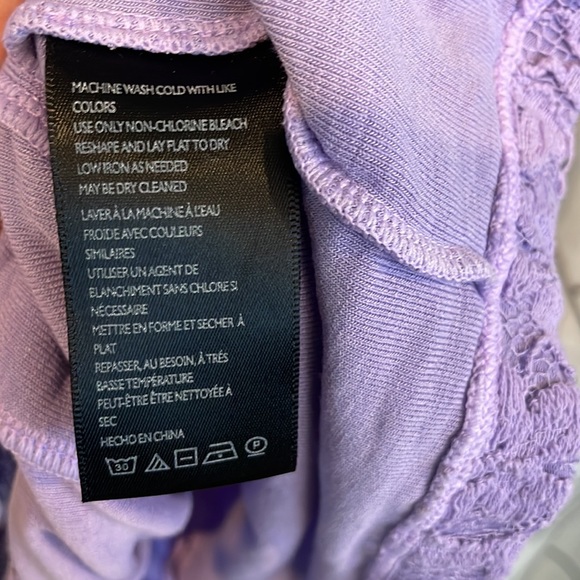 MACHINE WASH COLD WITH LIKE
COLORS
USE ONLY NON-CHLORINE BLEACH
RESHAPE AND LAY FLAT TO DRY
LOW IRON AS NEEDED
MAY BE DRY CLEANED
LAVER À LA MACHINE À L'EAU
FROIDE AVEC COULEURS
SIMILAIRES
UTILISER UN AGENT DE
BLANCHIMENT SANS CHLORE SI
NÉCESSAIRE
METTRE EN FORME ET SECHER À
PLAT
REPASSER, AU BESOIN, À TRÉS
BASSE TEMPÉRATURE
PEUT-ÊTRE ÊTRE NETTOYÉE À
SEC
HECHO EN CHINA
30 P